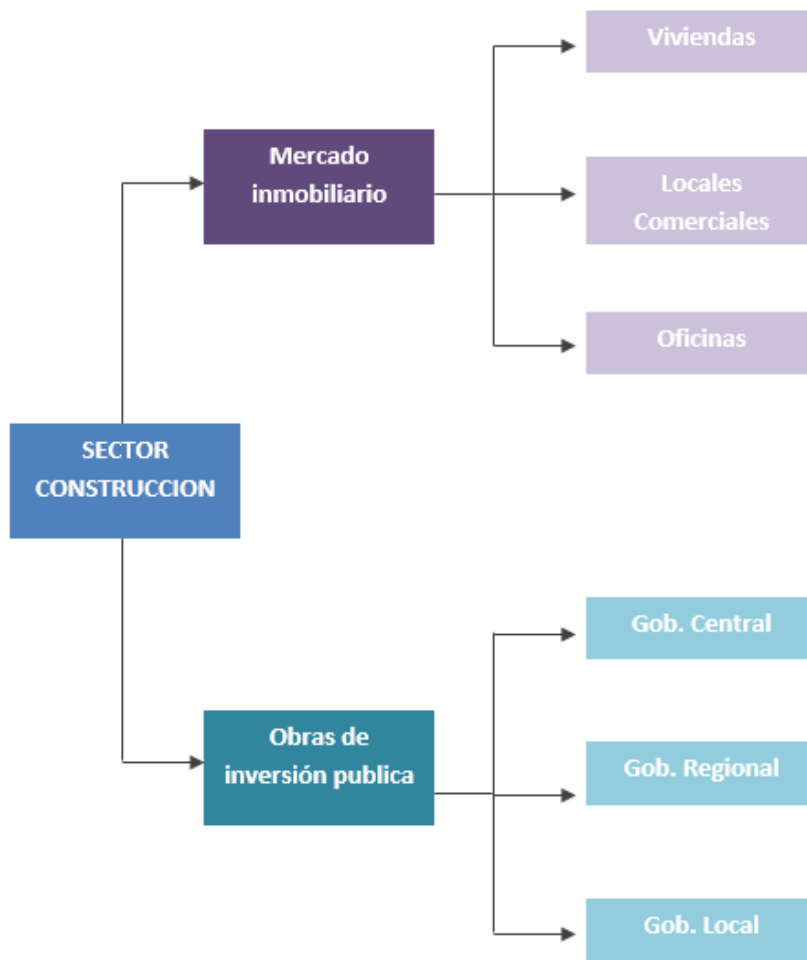 Viviendas
Mercado
inmobiliario
Locales
Comerciales
Oficinas
SECTOR
CONSTRUCCION
Gob. Central
Obras de
inversión publica
Gob. Regional
Gob. Local